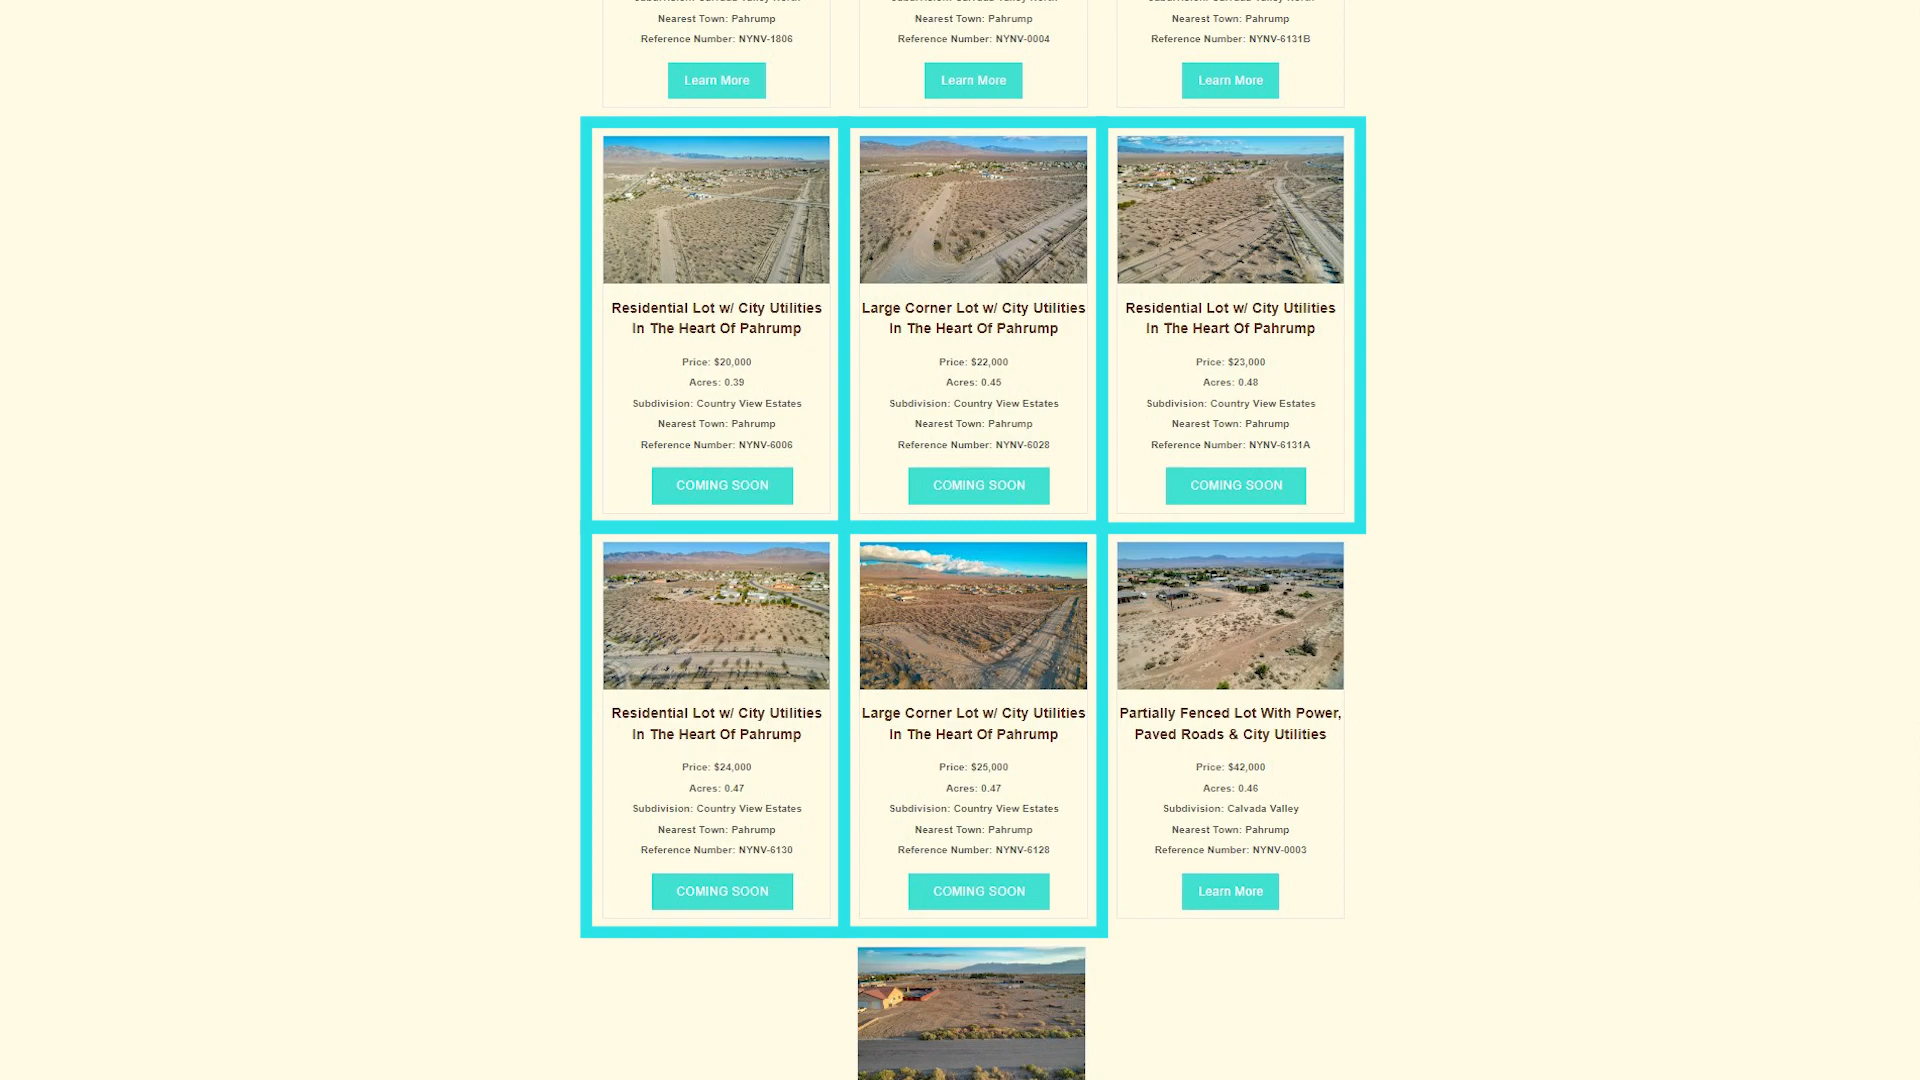 Nearest Town: Pahrump
Reference Number: NYNV-1806
Learn More
Nearest Town: Pahrump
Reference Number: NYNV-0004
Learn More
Nearest Town: Pahrump
Reference Number: NYNV-6131B
Learn More
Residential Lot w/ City Utilities
In The Heart Of Pahrump
Price: $20,000
Acres: 0.39
Subdivision: Country View Estates
Nearest Town: Pahrump
Reference Number: NYNV-6006
COMING SOON
Large Corner Lot w/ City Utilities
In The Heart Of Pahrump
Price: $22,000
Acres: 0.45
Subdivision: Country View Estates
Nearest Town: Pahrump
Reference Number: NYNV-6028
COMING SOON
Residential Lot w/ City Utilities
In The Heart Of Pahrump
Price: $23,000
Acres: 0.48
Subdivision: Country View Estates
Nearest Town: Pahrump
Reference Number: NYNV-6131A
COMING SOON
Residential Lot w/ City Utilities
In The Heart Of Pahrump
Price: $24,000
Acres: 0.47
Subdivision: Country View Estates
Nearest Town: Pahrump
Reference Number: NYNV-6130
COMING SOON
Large Corner Lot w/ City Utilities
In The Heart Of Pahrump
Price: $25,000
Acres: 0.47
Subdivision: Country View Estates
Nearest Town: Pahrump
Reference Number: NYNV-6128
COMING SOON
Partially Fenced Lot With Power,
Paved Roads & City Utilities
Price: $42,000
Acres: 0.46
Subdivision: Calvada Valley
Nearest Town: Pahrump
Reference Number: NYNV-0003
Learn More